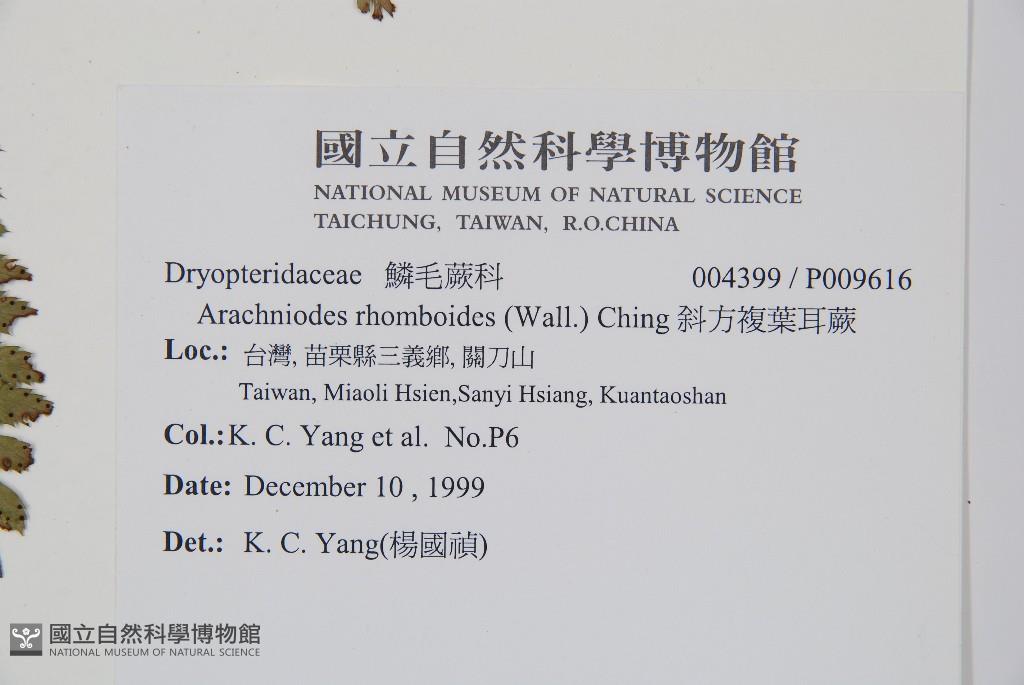 國立自然科學博物館
NATIONAL MUSEUM OF NATURAL SCIENCE
TAICHUNG, TAIWAN, R.O.CHINA
Dryopteridaceae 鱗毛蕨科 004399 / P009616
Arachniodes rhomboides (Wall.) Ching 斜方複葉耳蕨
Loc.: 台灣, 苗栗縣三義鄉, 關刀山
Taiwan, Miaoli Hsien,Sanyi Hsiang, Kuantaoshan
Col.: K. C. Yang et al. No.P6
Date: December 10 , 1999
Det.: K. C. Yang(楊國禎)
國立自然科學博物館
NATIONAL MUSEUM OF NATURAL SCIENCE